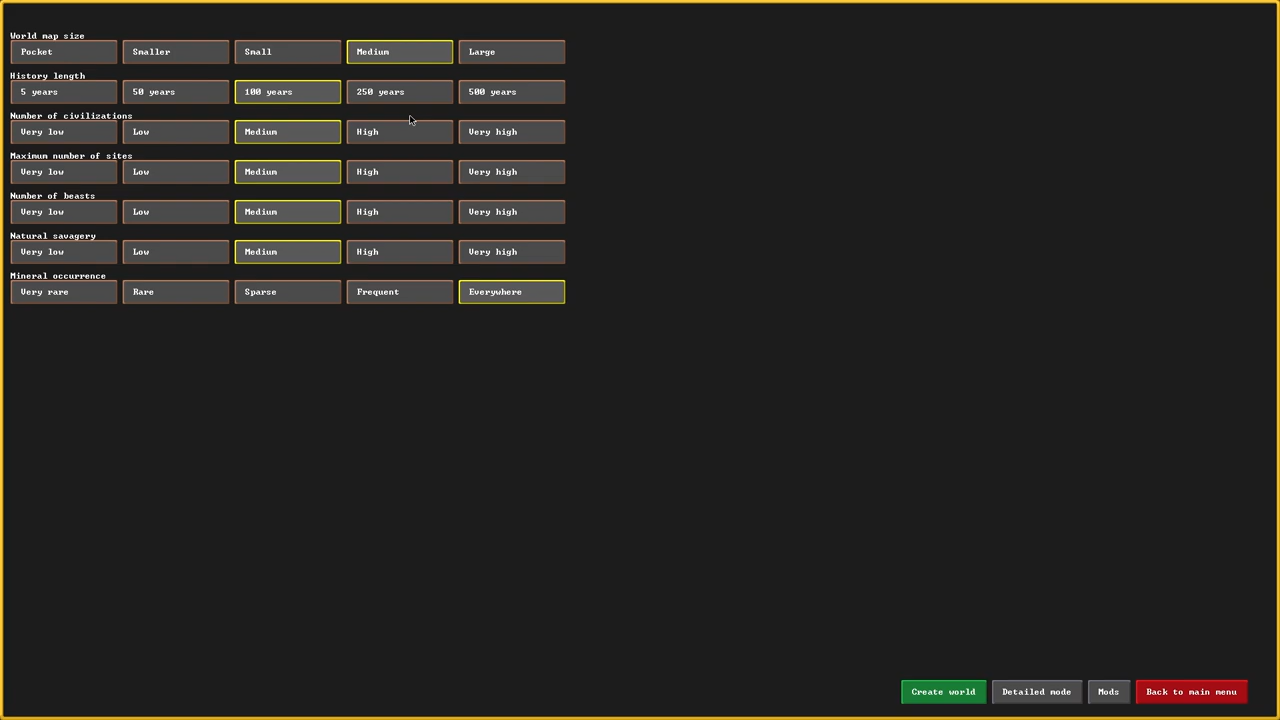 World map size
Pocket Smaller Small Medium Large
History length
5 years 50 years 100 years 250 years 500 years
Number of civilizations
Very low Low Medium High Very high
Maximum number of sites
Very low Low Medium High Very high
Number of beasts
Very low Low Medium High Very high
Natural savagery
Very low Low Medium High Very high
Mineral occurrence
Very rare Rare Sparse Frequent Everywhere
Create world Detailed mode Mods Back to main menu